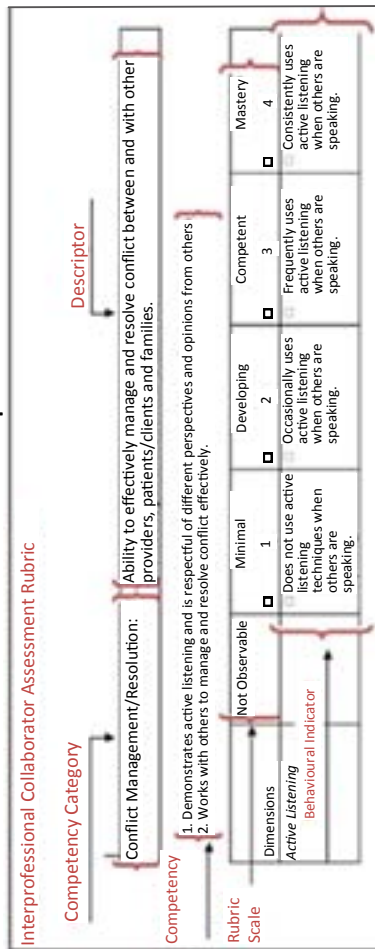 Interprofessional Collaborator Assessment Rubric
Competency Category
Descriptor
Conflict Management/Resolution:
Ability to effectively manage and resolve conflict between and with other
providers, patients/clients and families.
Competency
1. Demonstrates active listening and is respectful of different perspectives and opinions from others
2. Works with others to manage and resolve conflict effectively.
Rubric
Scale
Dimensions
Not Observable
Minimal
1
Developing
2
Competent
3
Mastery
4
Active Listening
Behavioural Indicator
Does not use active
listening
techniques when
others are
speaking.
Occasionally uses
active listening
when others are
speaking.
Frequently uses
active listening
when others are
speaking.
Consistently uses
active listening
when others are
speaking.